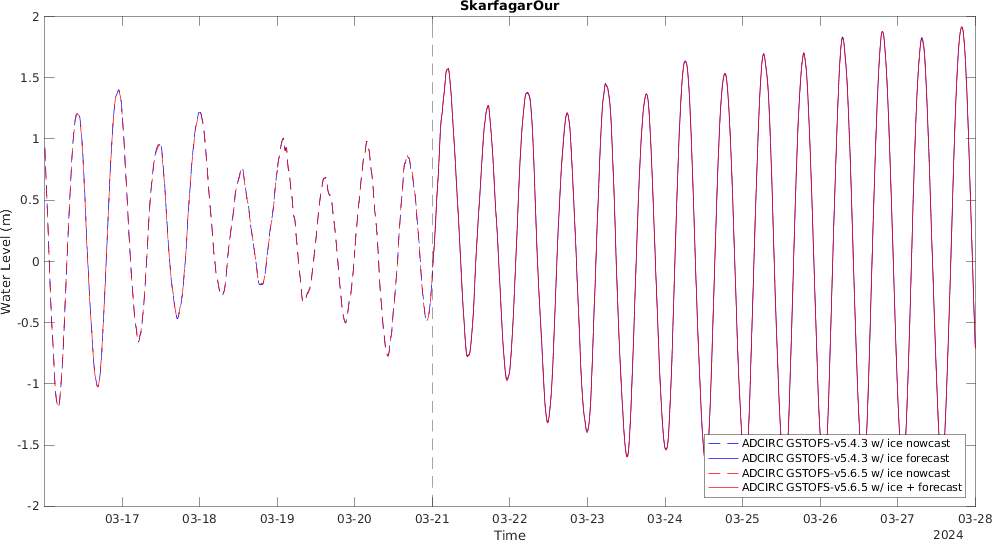 SkarfagarOur
Water Level (m)
2
1.5
1
0.5
0
-0.5
-1
-1.5
-2
ADCIRC GSTOFS-v5.4.3 w/ ice nowcast
ADCIRC GSTOFS-v5.4.3 w/ ice forecast
ADCIRC GSTOFS-v5.6.5 w/ ice nowcast
ADCIRC GSTOFS-v5.6.5 w/ ice + forecast
03-17 03-18 03-19 03-20 03-21 03-22 03-23 03-24 03-25 03-26 03-27 03-28
Time
2024